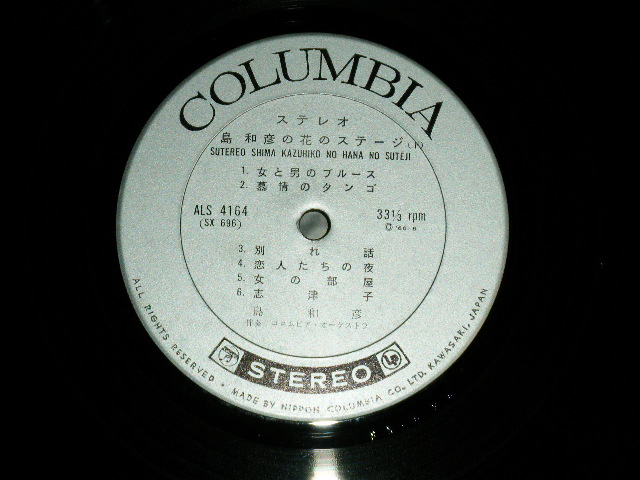 COLUMBIA
ステレオ
島 和彦の花のステージ(1)
SUTEREO SHIMA KAZUHIKO NO HANA NO SUTEJI
1. 女と男のブルース
2. 慕情のタンゴ
ALS 4164
(SX 696)
33⅓ rpm
Ⓟ '66. 6
3. 別れ話
4. 恋人たちの夜
5. 女の部屋
6. 志津子
島和彦
伴奏 コロムビア・オーケストラ
STEREO
LP
ALL RIGHTS RESERVED • MADE BY NIPPON COLUMBIA CO., LTD. KAWASAKI, JAPAN